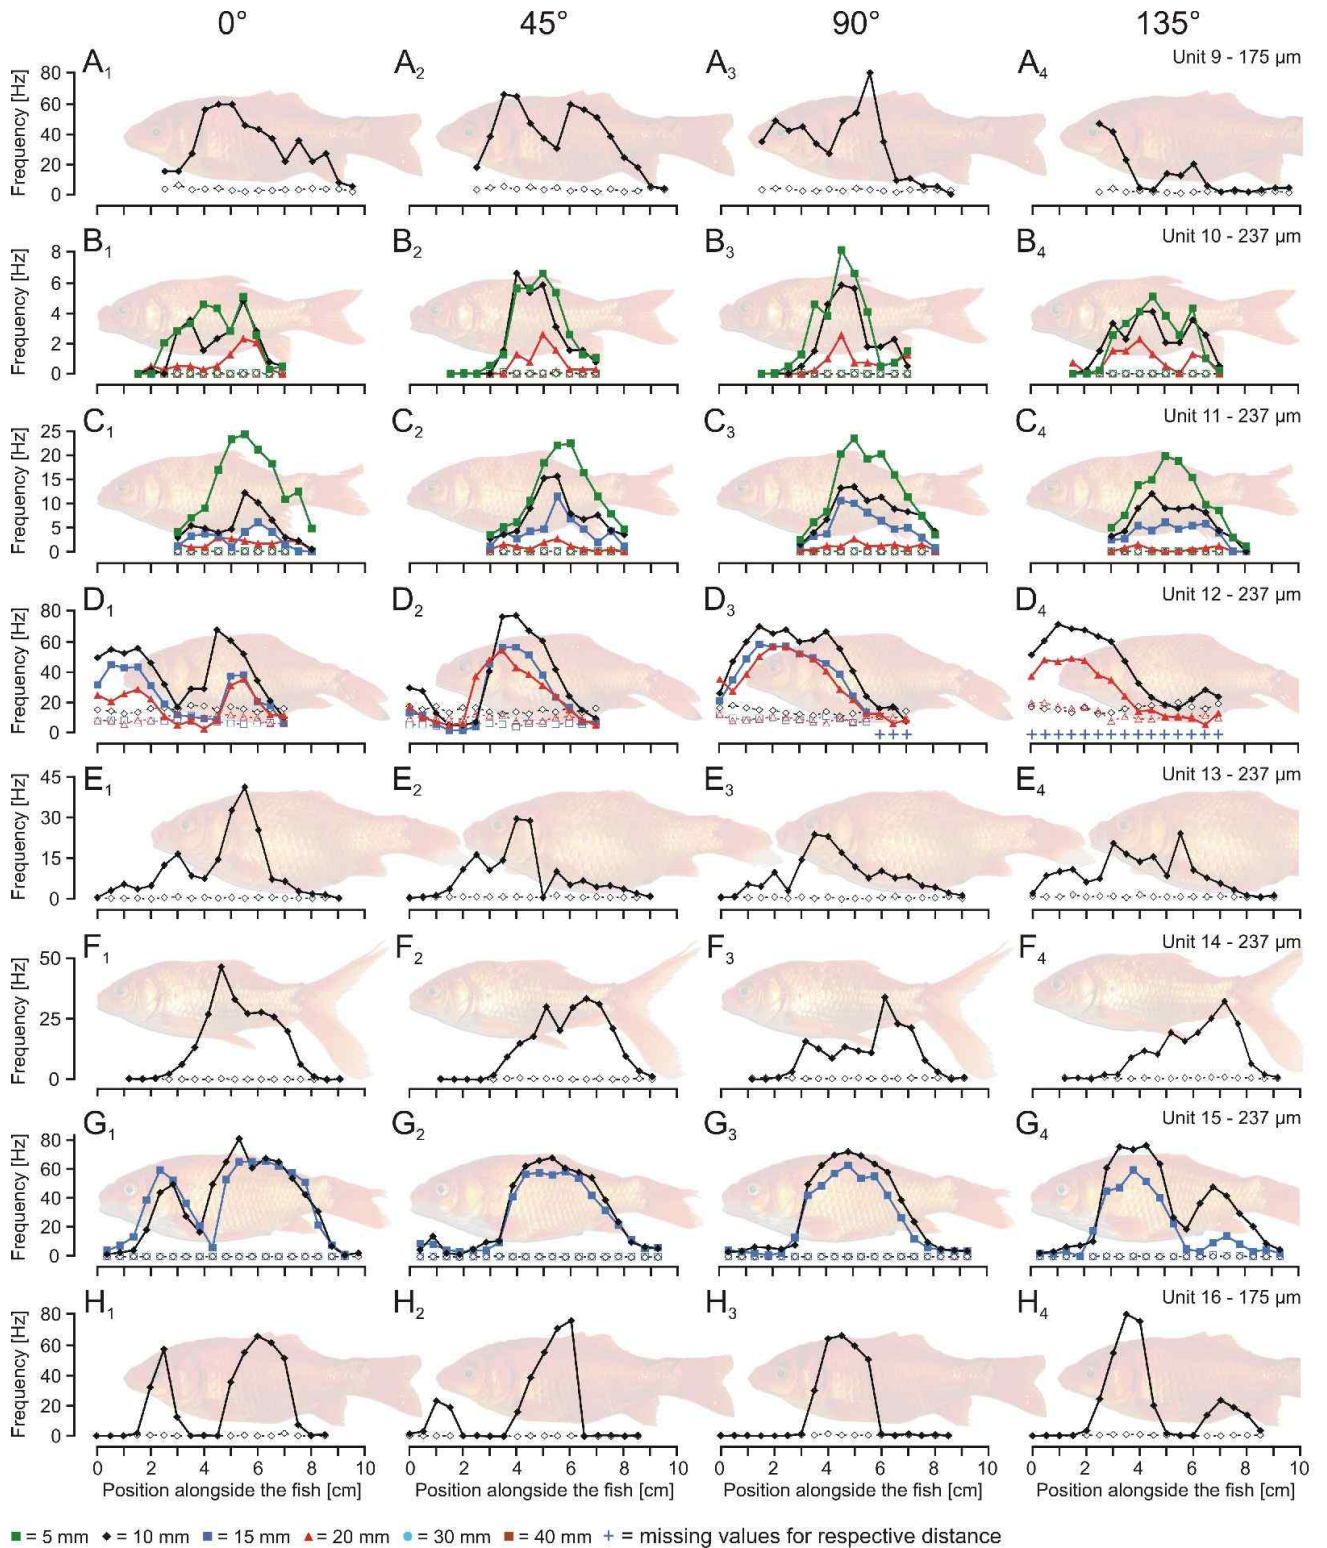 0° 45° 90° 135°
A1 A2 A3 A4 Unit 9 - 175 µm
Frequency [Hz]
80
60
40
20
0
B1 B2 B3 B4 Unit 10 - 237 µm
Frequency [Hz]
8
6
4
2
0
C1 C2 C3 C4 Unit 11 - 237 µm
Frequency [Hz]
25
20
15
10
5
0
D1 D2 D3 D4 Unit 12 - 237 µm
Frequency [Hz]
80
60
40
20
0
E1 E2 E3 E4 Unit 13 - 237 µm
Frequency [Hz]
45
30
15
0
F1 F2 F3 F4 Unit 14 - 237 µm
Frequency [Hz]
50
25
0
G1 G2 G3 G4 Unit 15 - 237 µm
Frequency [Hz]
80
60
40
20
0
H1 H2 H3 H4 Unit 16 - 175 µm
Frequency [Hz]
80
60
40
20
0
0 2 4 6 8 10 0 2 4 6 8 10 0 2 4 6 8 10 0 2 4 6 8 10
Position alongside the fish [cm] Position alongside the fish [cm] Position alongside the fish [cm] Position alongside the fish [cm]
= 5 mm = 10 mm = 15 mm = 20 mm = 30 mm = 40 mm + = missing values for respective distance